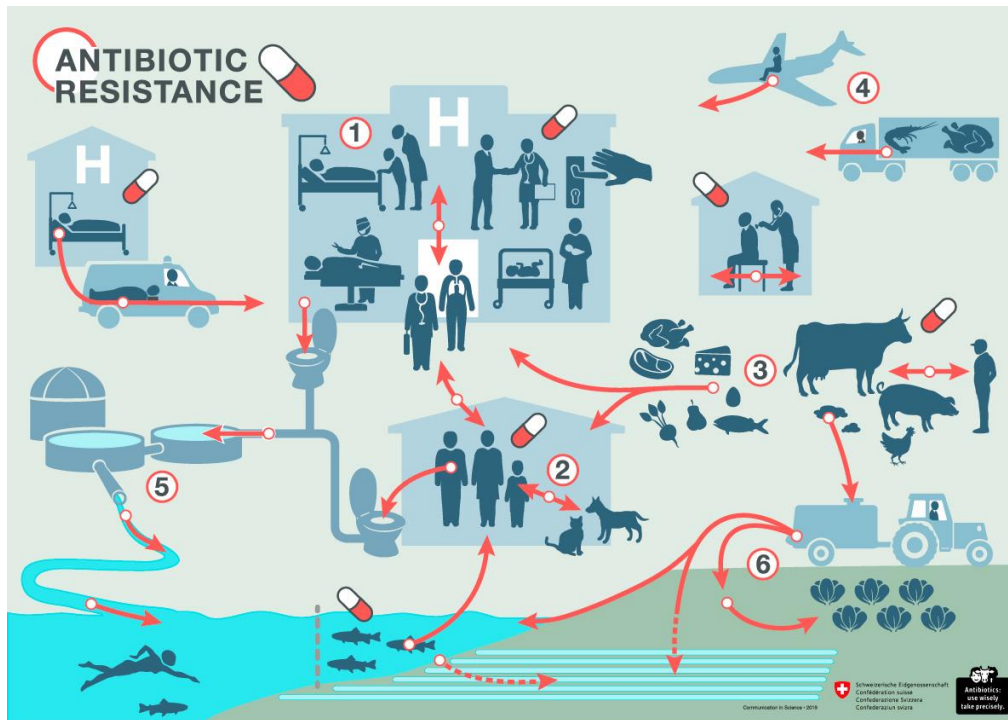 ANTIBIOTIC
RESISTANCE
1
H
4
H
3
2
5
6
Schweizerische Eidgenossenschaft
Confédération suisse
Confederazione Svizzera
Confederaziun svizra
Antibiotics:
use wisely
take precisely.
Communication in Science - 2019